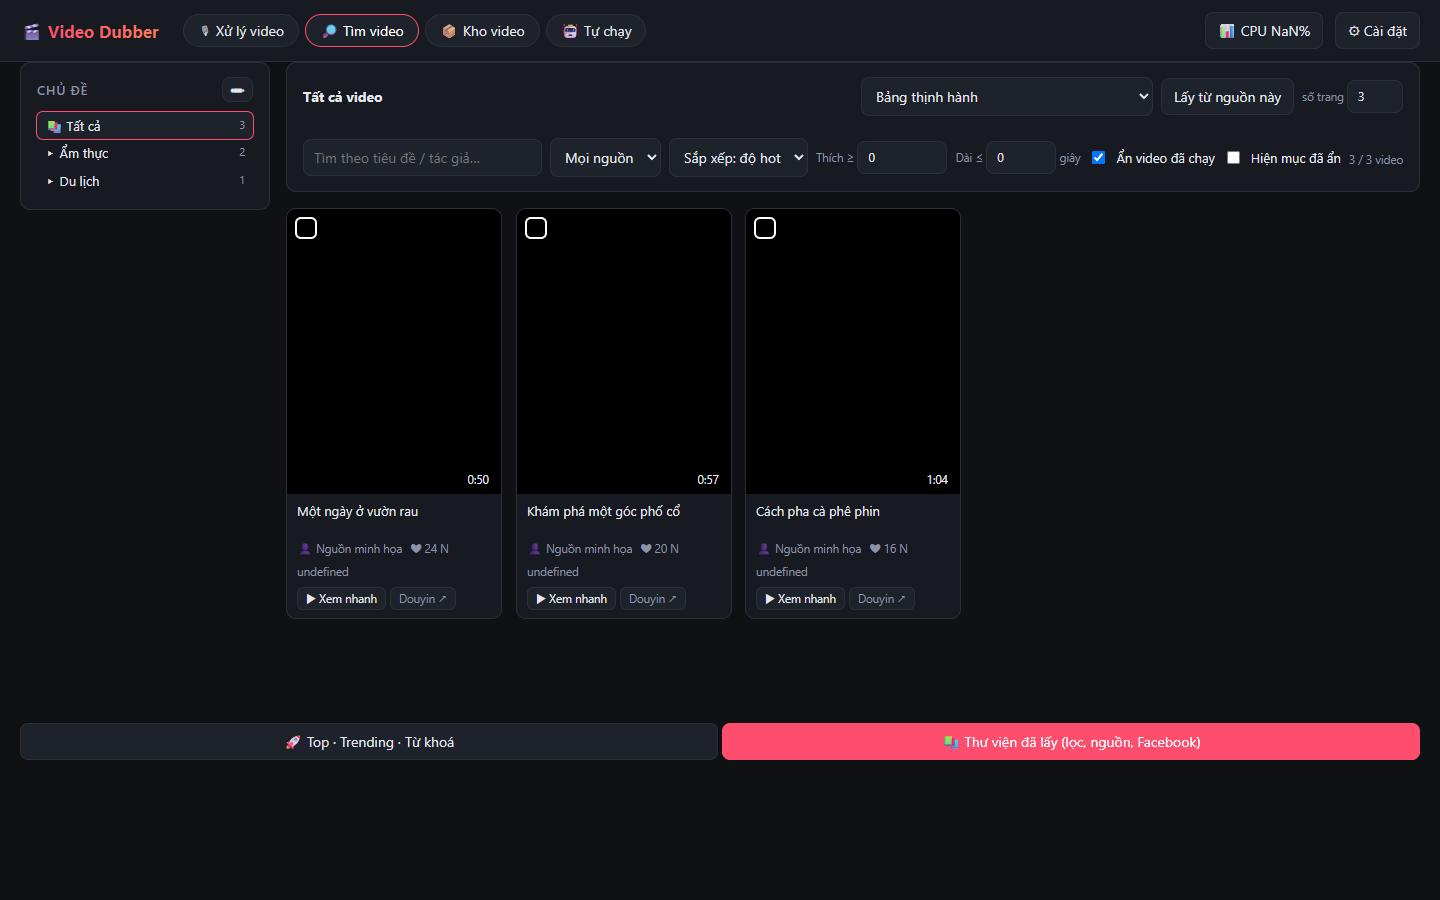 Video Dubber
Xử lý video
Tìm video
Kho video
Tự chạy
CPU NaN%
Cài đặt
CHỦ ĐỀ
Tất cả 3
Ẩm thực 2
Du lịch 1
Tất cả video
Bảng thịnh hành
Lấy từ nguồn này
số trang 3
Tìm theo tiêu đề / tác giả...
Mọi nguồn
Sắp xếp: độ hot
Thích ≥ 0
Dài ≤ 0 giây
Ẩn video đã chạy
Hiện mục đã ẩn
3 / 3 video
0:50
Một ngày ở vườn rau
Nguồn minh họa 24 N
undefined
Xem nhanh
Douyin ↗
0:57
Khám phá một góc phố cổ
Nguồn minh họa 20 N
undefined
Xem nhanh
Douyin ↗
1:04
Cách pha cà phê phin
Nguồn minh họa 16 N
undefined
Xem nhanh
Douyin ↗
Top · Trending · Từ khoá
Thư viện đã lấy (lọc, nguồn, Facebook)